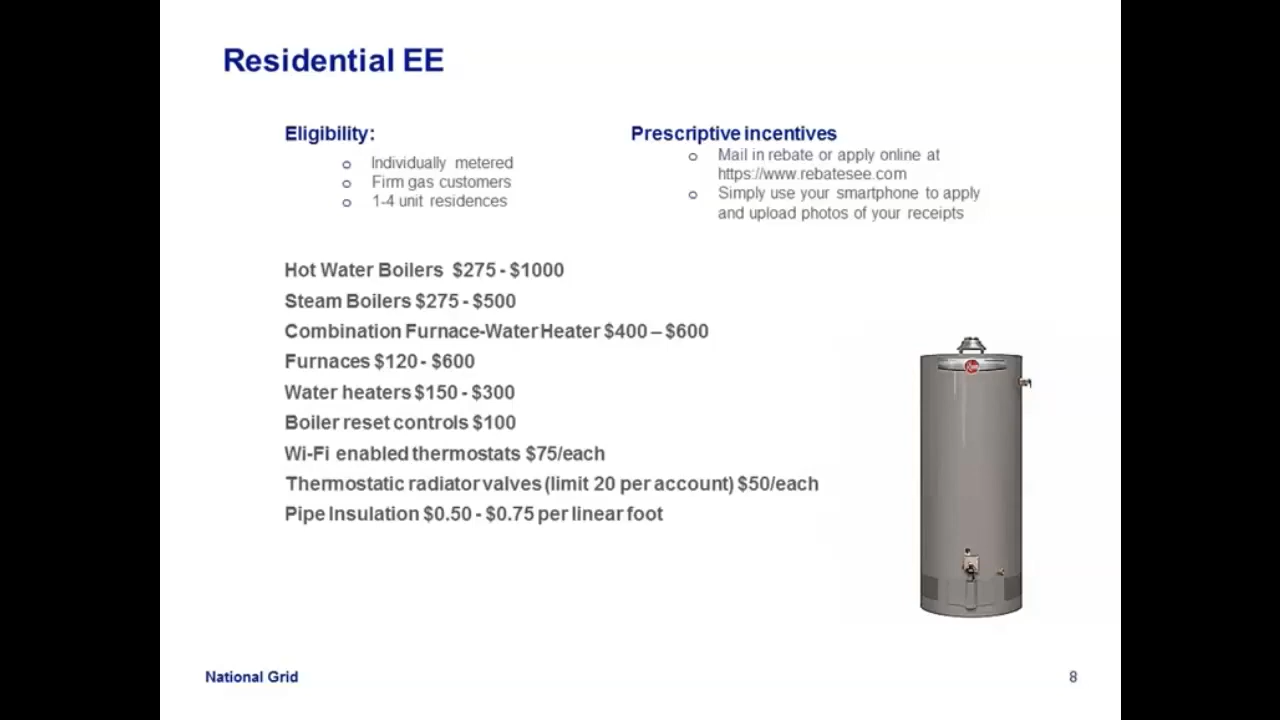 Residential EE
Eligibility:
o Individually metered
o Firm gas customers
o 1-4 unit residences
Prescriptive incentives
o Mail in rebate or apply online at
https://www.rebatesee.com
o Simply use your smartphone to apply
and upload photos of your receipts
Hot Water Boilers $275 - $1000
Steam Boilers $275 - $500
Combination Furnace-Water Heater $400 – $600
Furnaces $120 - $600
Water heaters $150 - $300
Boiler reset controls $100
Wi-Fi enabled thermostats $75/each
Thermostatic radiator valves (limit 20 per account) $50/each
Pipe Insulation $0.50 - $0.75 per linear foot
National Grid
8